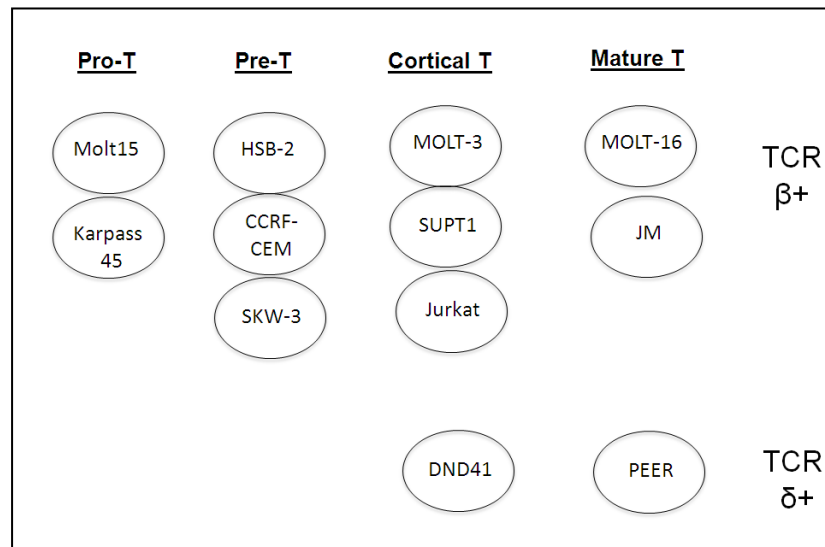 Pro-T
Pre-T
Cortical T
Mature T
Molt15
HSB-2
MOLT-3
MOLT-16
TCR
β+
Karpass
45
CCRF-
CEM
SUPT1
JM
SKW-3
Jurkat
DND41
PEER
TCR
δ+